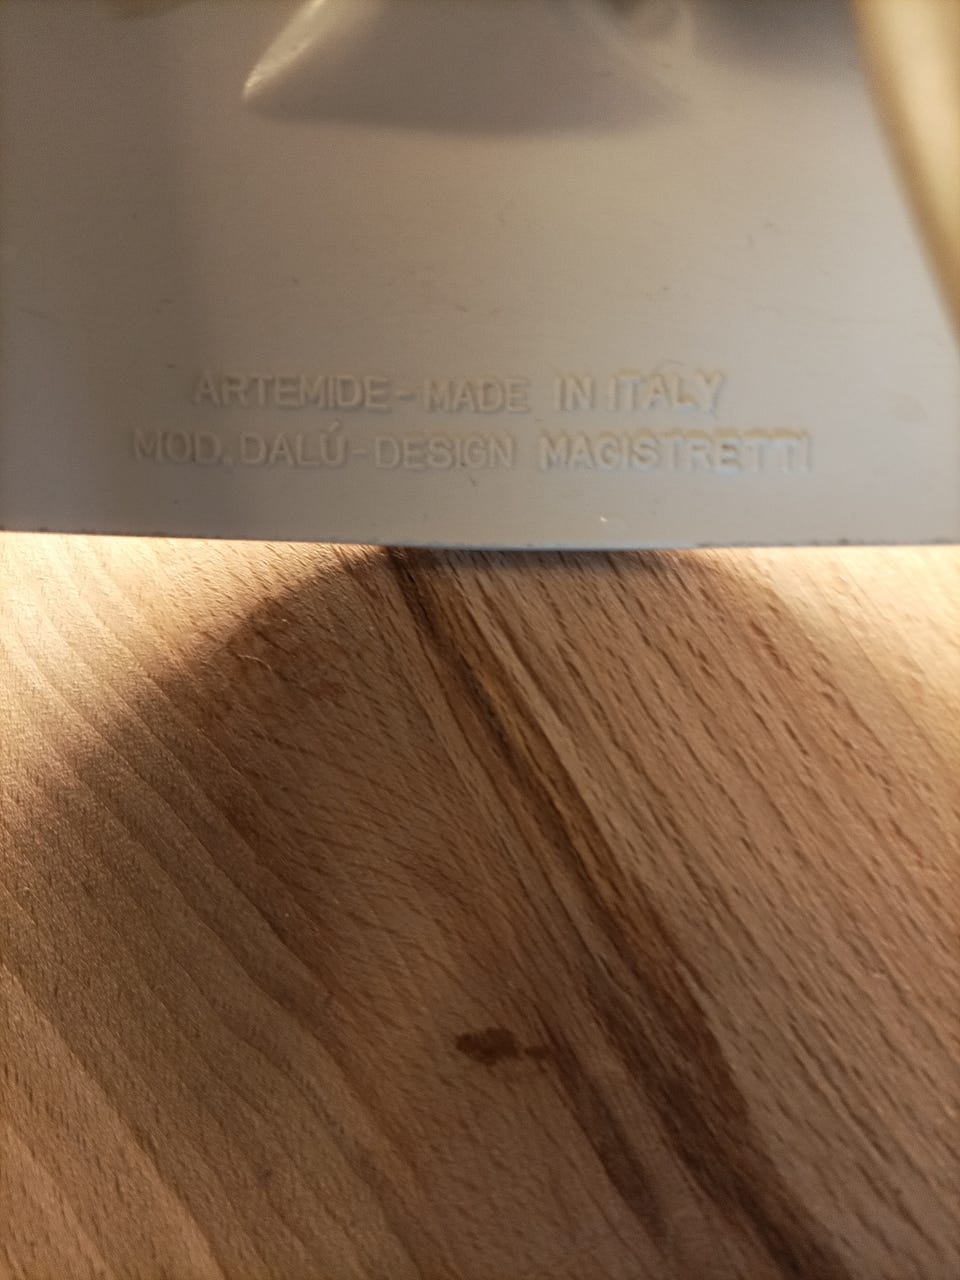 ARTEMIDE-MADE IN ITALY
MOD. DALÚ-DESIGN MAGISTRETTI